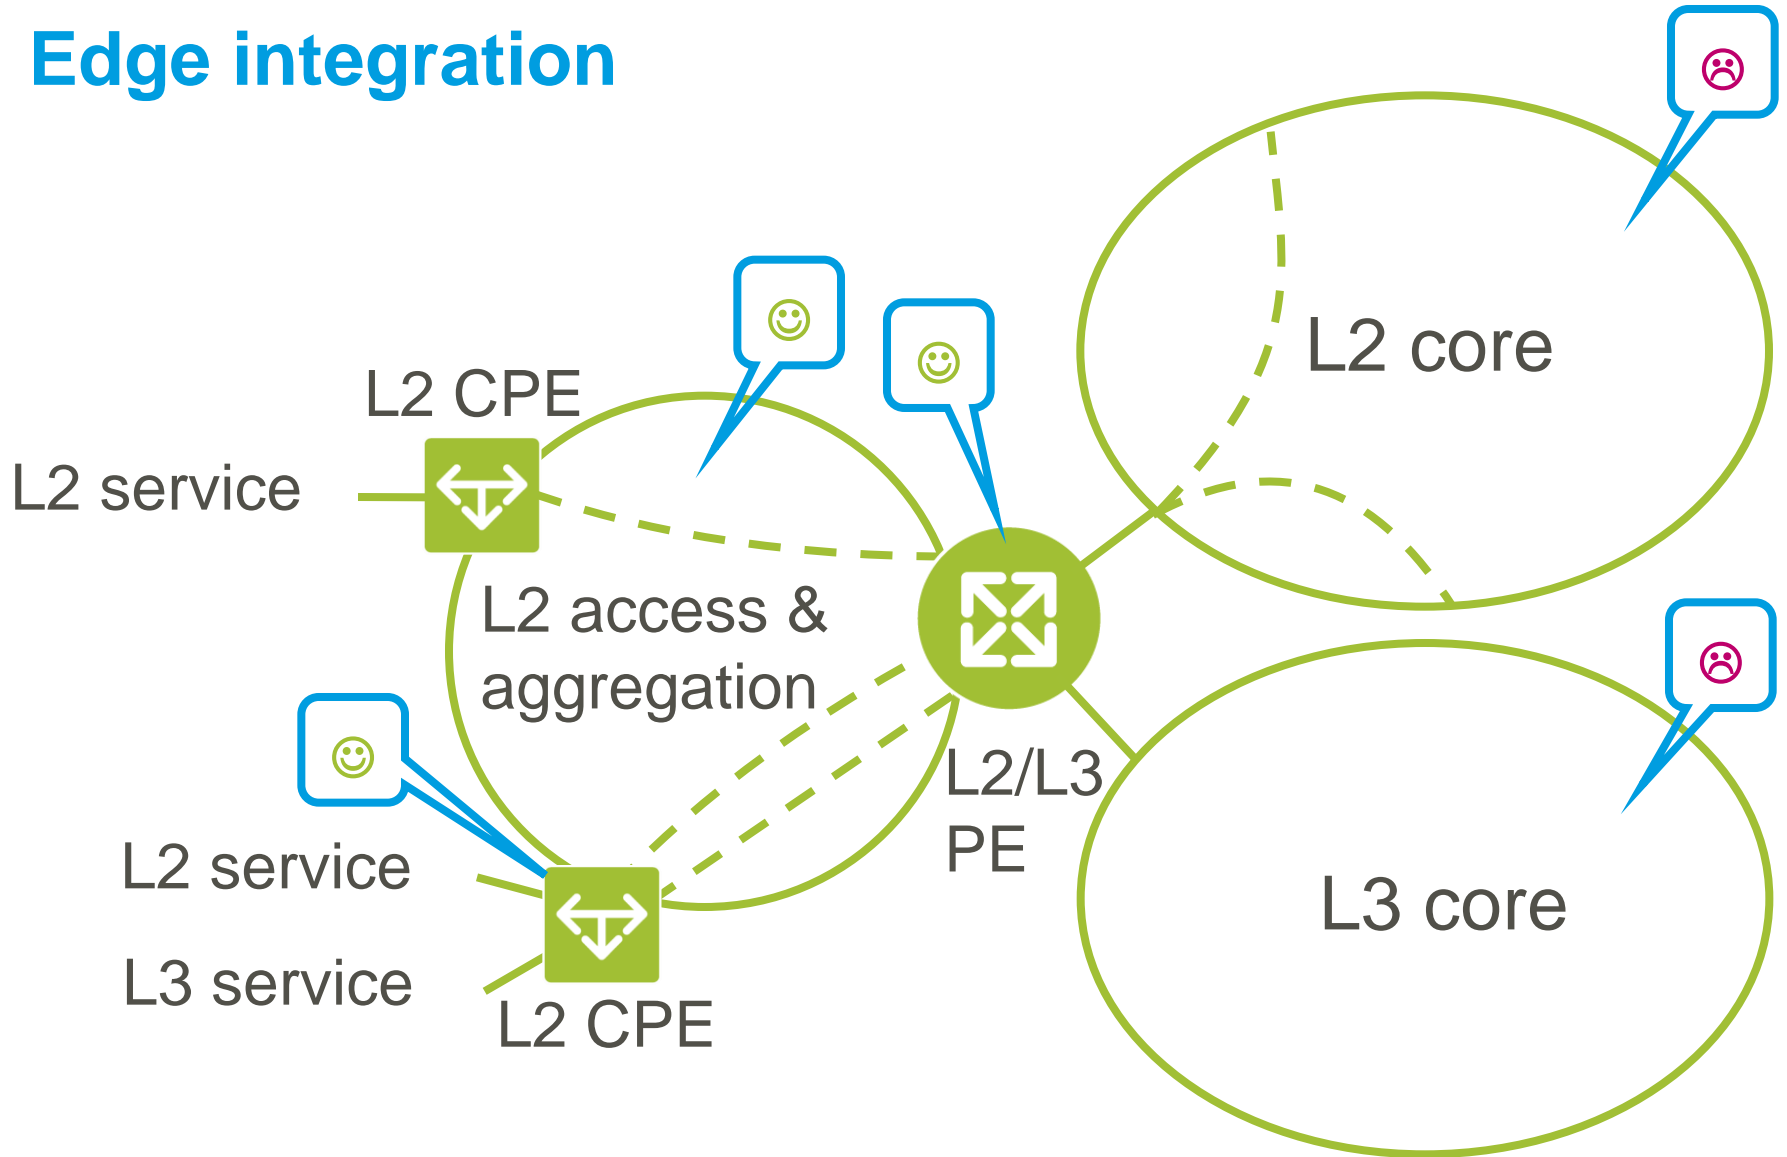 Edge integration
L2 core
L2 CPE
L2 service
L2 access &
aggregation
L2/L3
PE
L2 service
L3 core
L3 service
L2 CPE